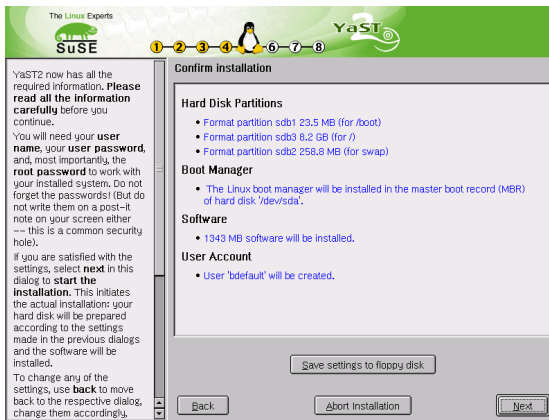 The Linux Experts
SuSE
YaST
1 2 3 4 6 7 8
YaST2 now has all the
required information. Please
read all the information
carefully before you
continue.
You will need your user
name, your user password,
and, most importantly, the
root password to work with
your installed system. Do not
forget the passwords! (But do
not write them on a post-it
note on your screen either
-- this is a common security
hole).
If you are satisfied with the
settings, select next in this
dialog to start the
installation. This initiates
the actual installation: your
hard disk will be prepared
according to the settings
made in the previous dialogs
and the software will be
installed.
To change any of the
settings, use back to move
back to the respective dialog,
change them accordingly,
Confirm installation
Hard Disk Partitions
• Format partition sdb1 23.5 MB (for /boot)
• Format partition sdb3 8.2 GB (for /)
• Format partition sdb2 258.8 MB (for swap)
Boot Manager
• The Linux boot manager will be installed in the master boot record (MBR)
of hard disk '/dev/sda'.
Software
• 1343 MB software will be installed.
User Account
• User 'bdefault' will be created.
Save settings to floppy disk
Back
Abort Installation
Next